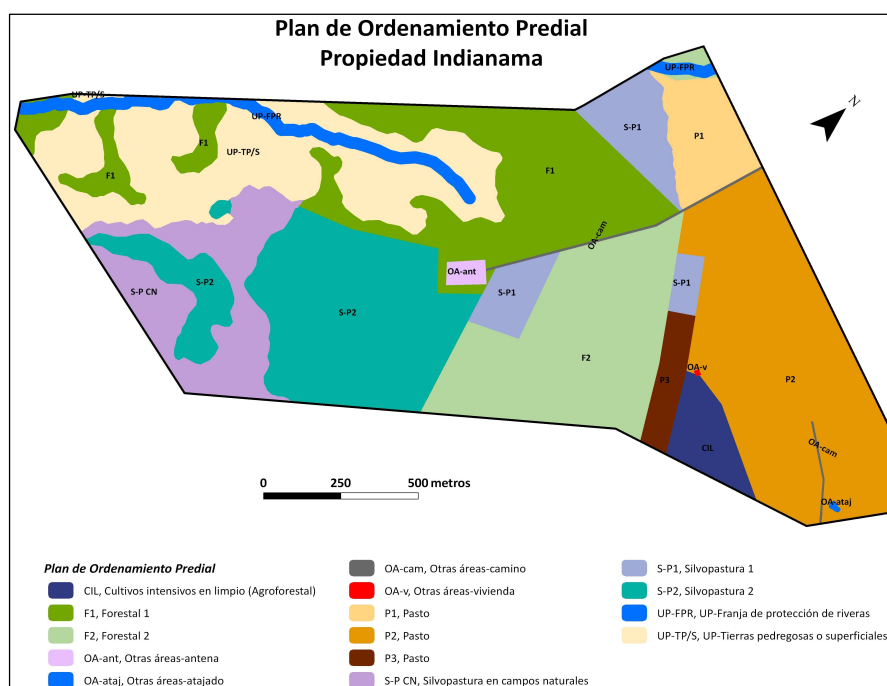 Plan de Ordenamiento Predial
Propiedad Indianama
UP-TP/S
UP-FPR
UP-FPR
N
S-P1
P1
F1
UP-TP/S
F1
F1
OA-cam
OA-ant
S-P1
S-P1
S-P CN
S-P2
S-P2
F2
P3
OA-v
P2
CIL
OA-cam
OA-ataj
0 250 500 metros
Plan de Ordenamiento Predial
CIL, Cultivos intensivos en limpio (Agroforestal)
F1, Forestal 1
F2, Forestal 2
OA-ant, Otras áreas-antena
OA-ataj, Otras áreas-atajado
OA-cam, Otras áreas-camino
OA-v, Otras áreas-vivienda
P1, Pasto
P2, Pasto
P3, Pasto
S-P CN, Silvopastura en campos naturales
S-P1, Silvopastura 1
S-P2, Silvopastura 2
UP-FPR, UP-Franja de protección de riveras
UP-TP/S, UP-Tierras pedregosas o superficiales